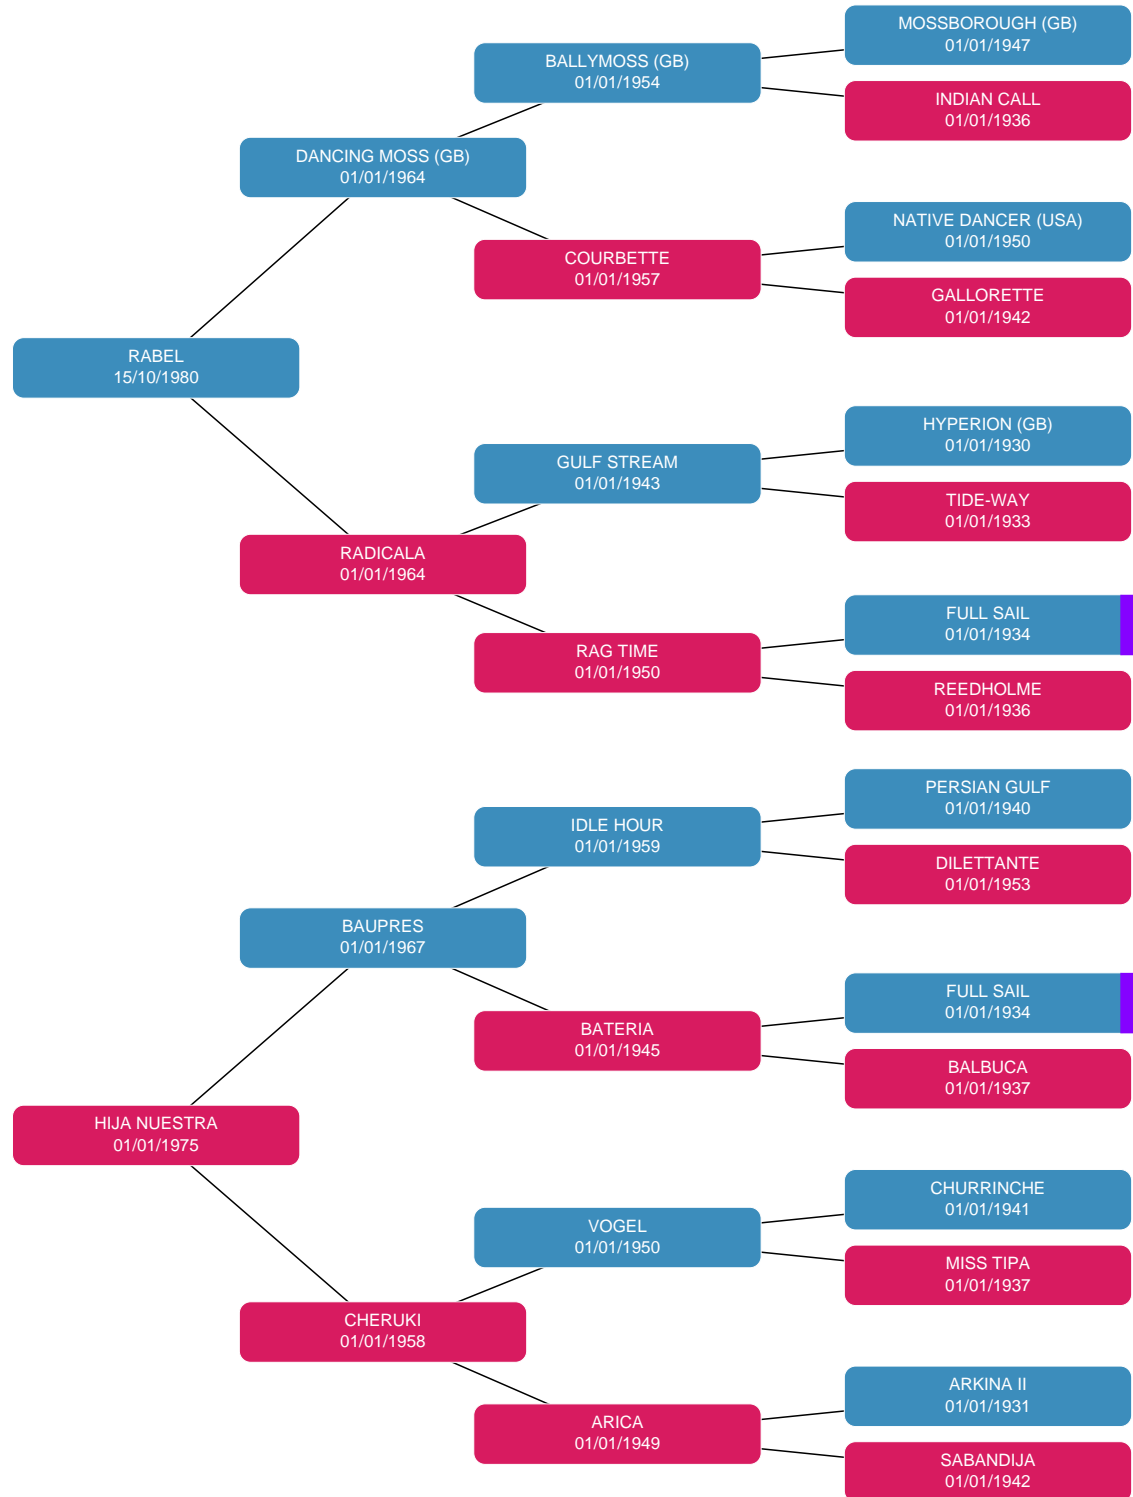 MOSSBOROUGH (GB)
01/01/1947
BALLYMOSS (GB)
01/01/1954
INDIAN CALL
01/01/1936
DANCING MOSS (GB)
01/01/1964
NATIVE DANCER (USA)
01/01/1950
COURBETTE
01/01/1957
GALLORETTE
01/01/1942
RABEL
15/10/1980
HYPERION (GB)
01/01/1930
GULF STREAM
01/01/1943
TIDE-WAY
01/01/1933
RADICALA
01/01/1964
FULL SAIL
01/01/1934
RAG TIME
01/01/1950
REEDHOLME
01/01/1936
PERSIAN GULF
01/01/1940
IDLE HOUR
01/01/1959
DILETTANTE
01/01/1953
BAUPRES
01/01/1967
FULL SAIL
01/01/1934
BATERIA
01/01/1945
BALBUCA
01/01/1937
HIJA NUESTRA
01/01/1975
CHURRINCHE
01/01/1941
VOGEL
01/01/1950
MISS TIPA
01/01/1937
CHERUKI
01/01/1958
ARKINA II
01/01/1931
ARICA
01/01/1949
SABANDIJA
01/01/1942